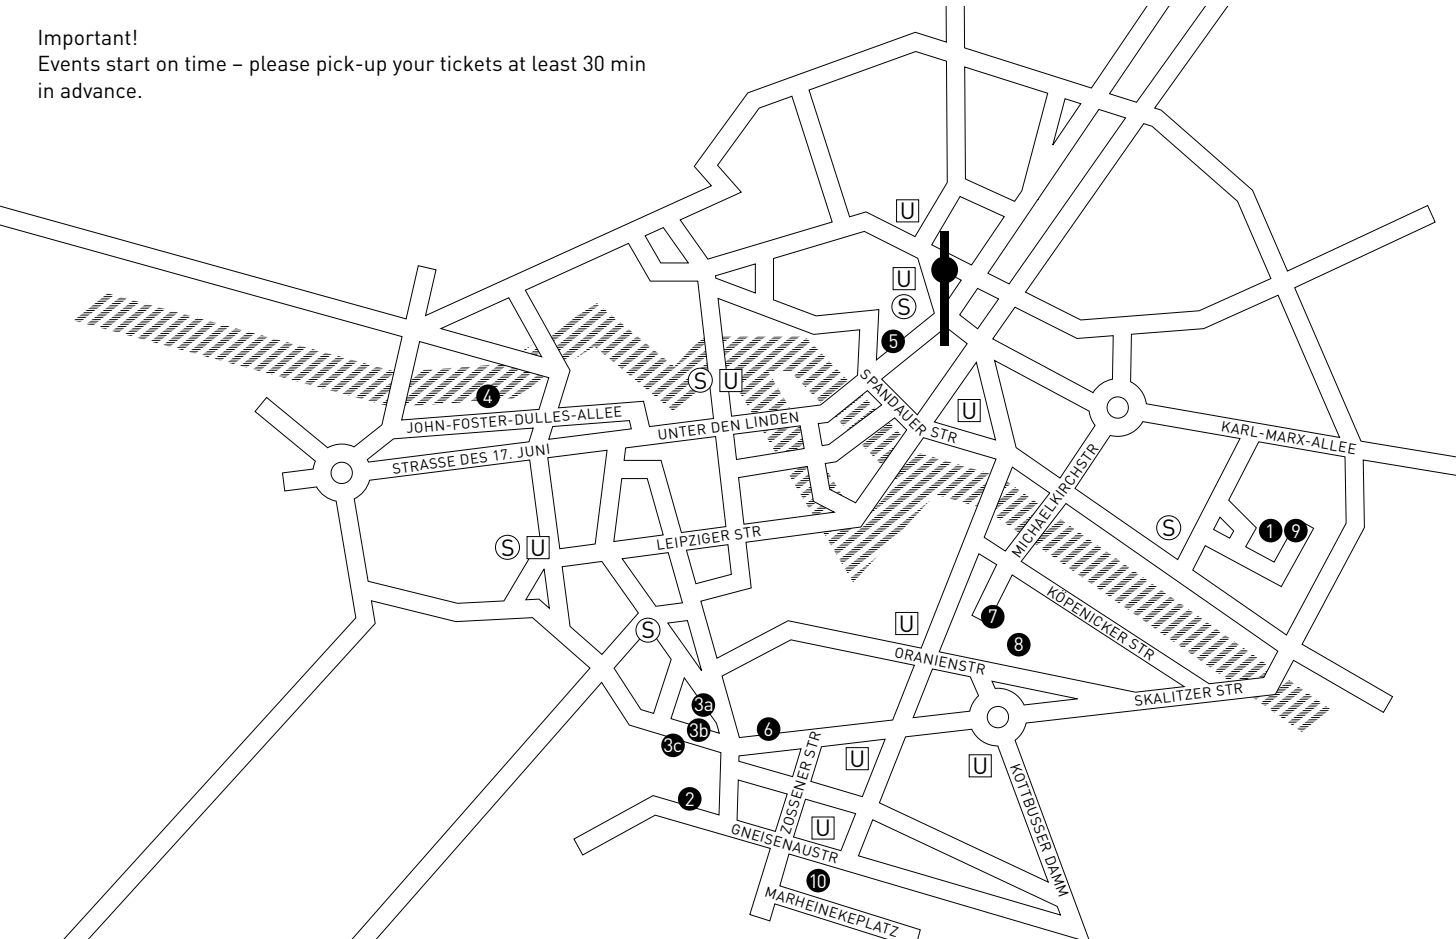 Important!
Events start on time – please pick-up your tickets at least 30 min
in advance.
U
U
S
5
S
U
4
SPANDAUER STR
U
JOHN-FOSTER-DULLES-ALLEE
UNTER DEN LINDEN
KARL-MARX-ALLEE
STRASSE DES 17. JUNI
MICHAELKIRCHSTR
S
1
9
LEIPZIGER STR
S
U
KÖPENICKER STR
7
U
S
8
ORANIENSTR
SKALITZER STR
3a
3b
6
3c
ZOSSENER STR
U
U
KOTTBUSSER DAMM
2
U
GNEISENAUSTR
10
MARHEINEKEPLATZ